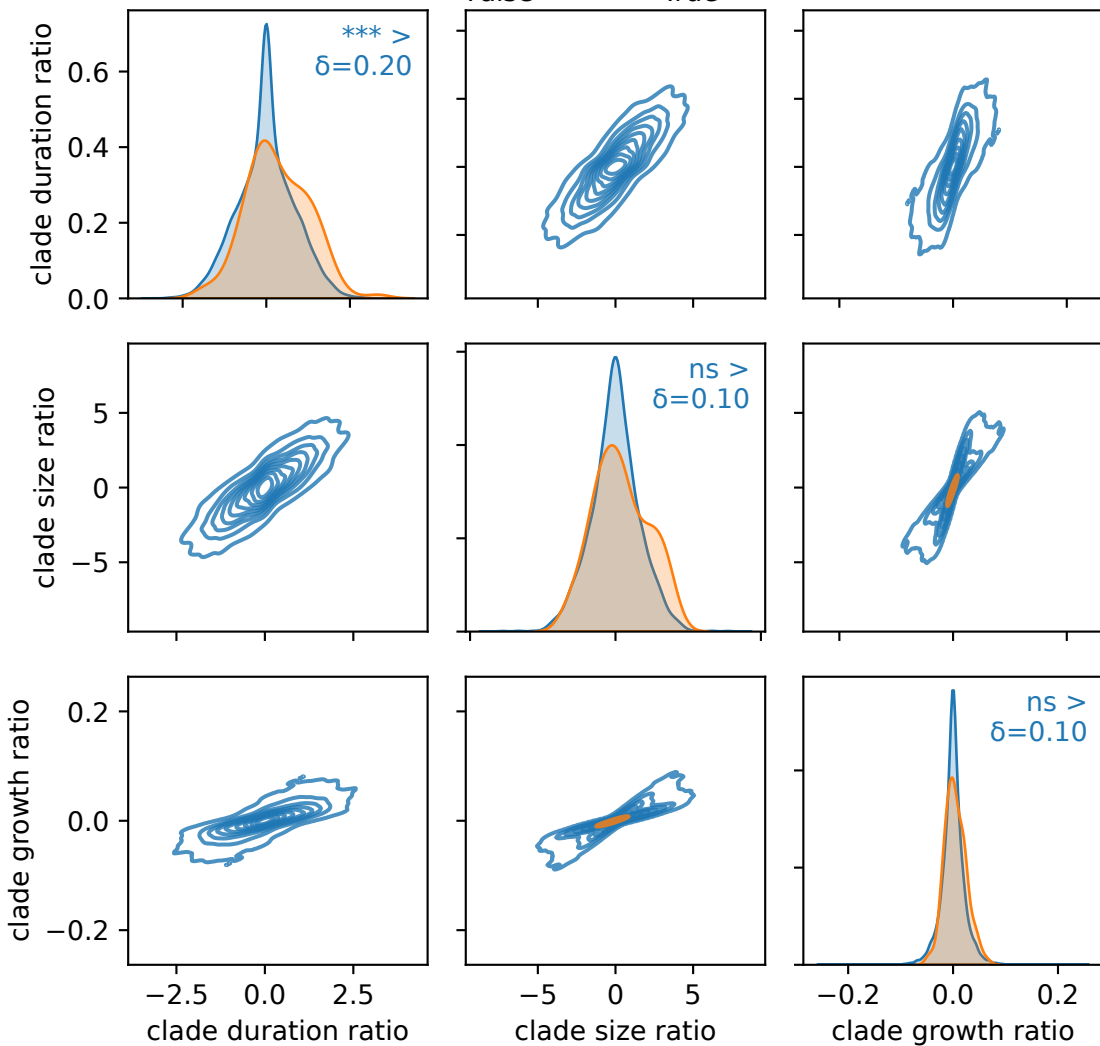 clade duration ratio
0.6
0.4
0.2
0.0
*** >
δ=0.20
clade size ratio
5
0
−5
ns >
δ=0.10
clade growth ratio
0.2
0.0
−0.2
ns >
δ=0.10
−2.5 0.0 2.5
−5 0 5
−0.2 0.0 0.2
clade duration ratio
clade size ratio
clade growth ratio